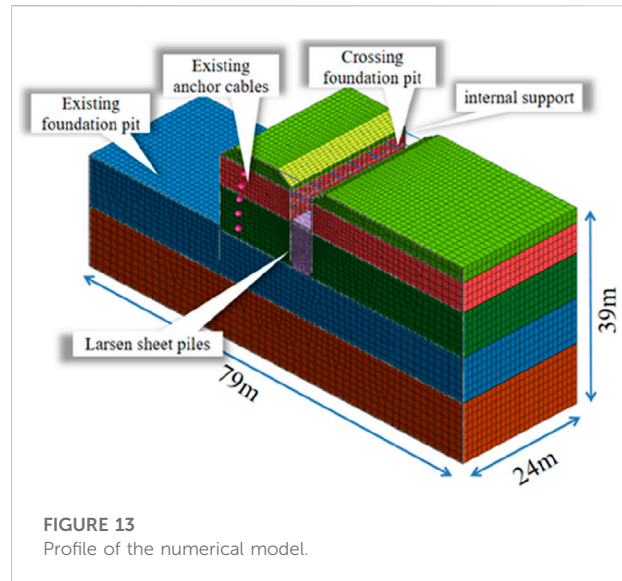 Existing
anchor cables
Crossing
foundation pit
internal support
Existing
foundation pit
Larsen sheet piles
79m
24m
39m
FIGURE 13
Profile of the numerical model.